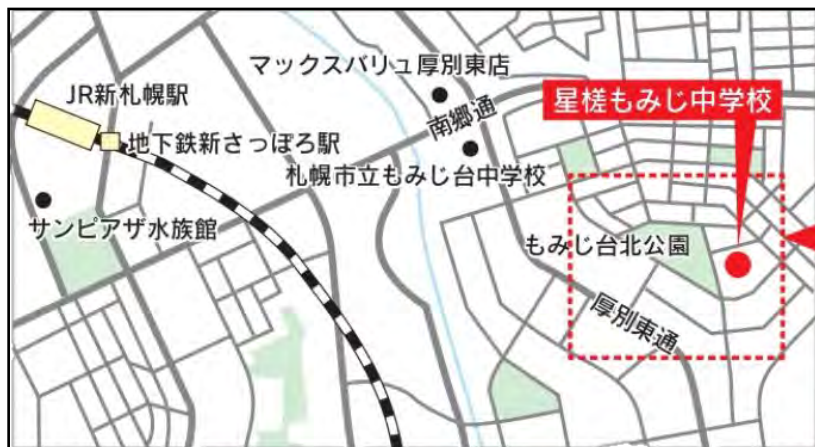 マックスバリュ厚別東店
JR新札幌駅
星槎もみじ中学校
南郷通
地下鉄新さっぽろ駅
札幌市立もみじ台中学校
サンピアザ水族館
もみじ台北公園
厚別東通